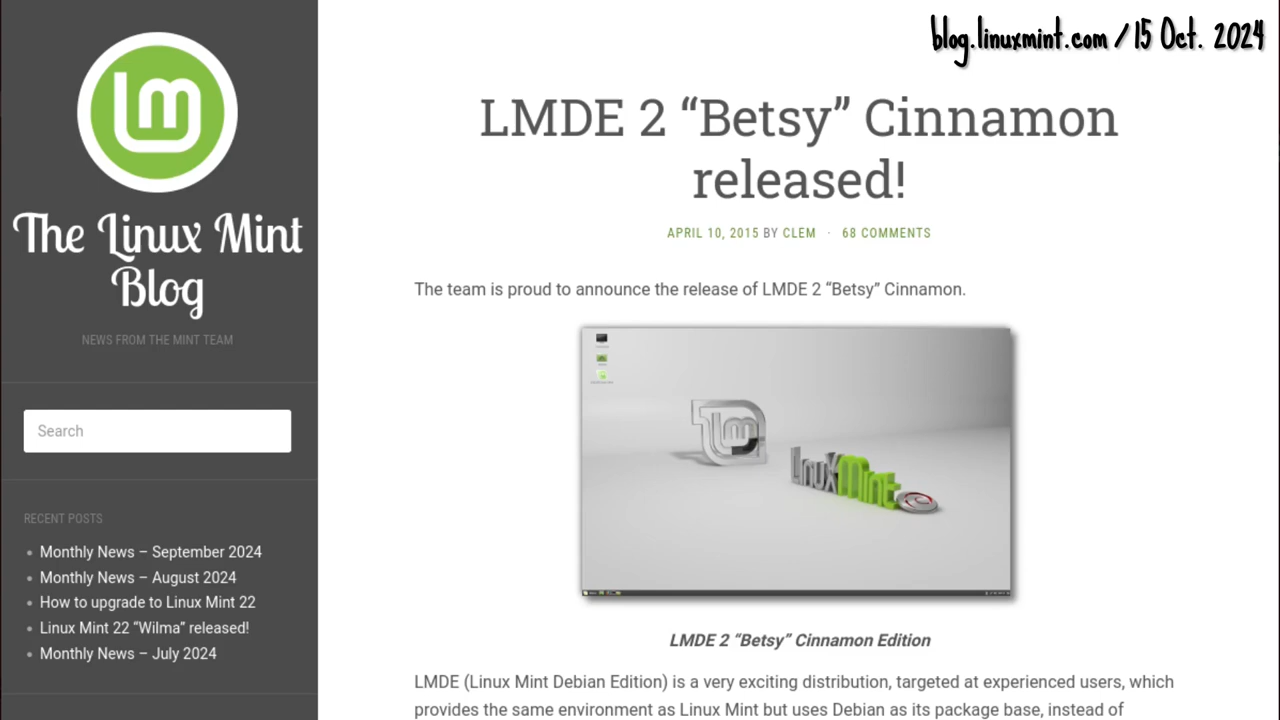 blog.linuxmint.com / 15 Oct. 2024
The Linux Mint
Blog
NEWS FROM THE MINT TEAM
Search
RECENT POSTS
Monthly News – September 2024
Monthly News – August 2024
How to upgrade to Linux Mint 22
Linux Mint 22 “Wilma” released!
Monthly News – July 2024
LMDE 2 “Betsy” Cinnamon
released!
APRIL 10, 2015 BY CLEM · 68 COMMENTS
The team is proud to announce the release of LMDE 2 “Betsy” Cinnamon.
LinuxMint
LMDE 2 “Betsy” Cinnamon Edition
LMDE (Linux Mint Debian Edition) is a very exciting distribution, targeted at experienced users, which
provides the same environment as Linux Mint but uses Debian as its package base, instead of